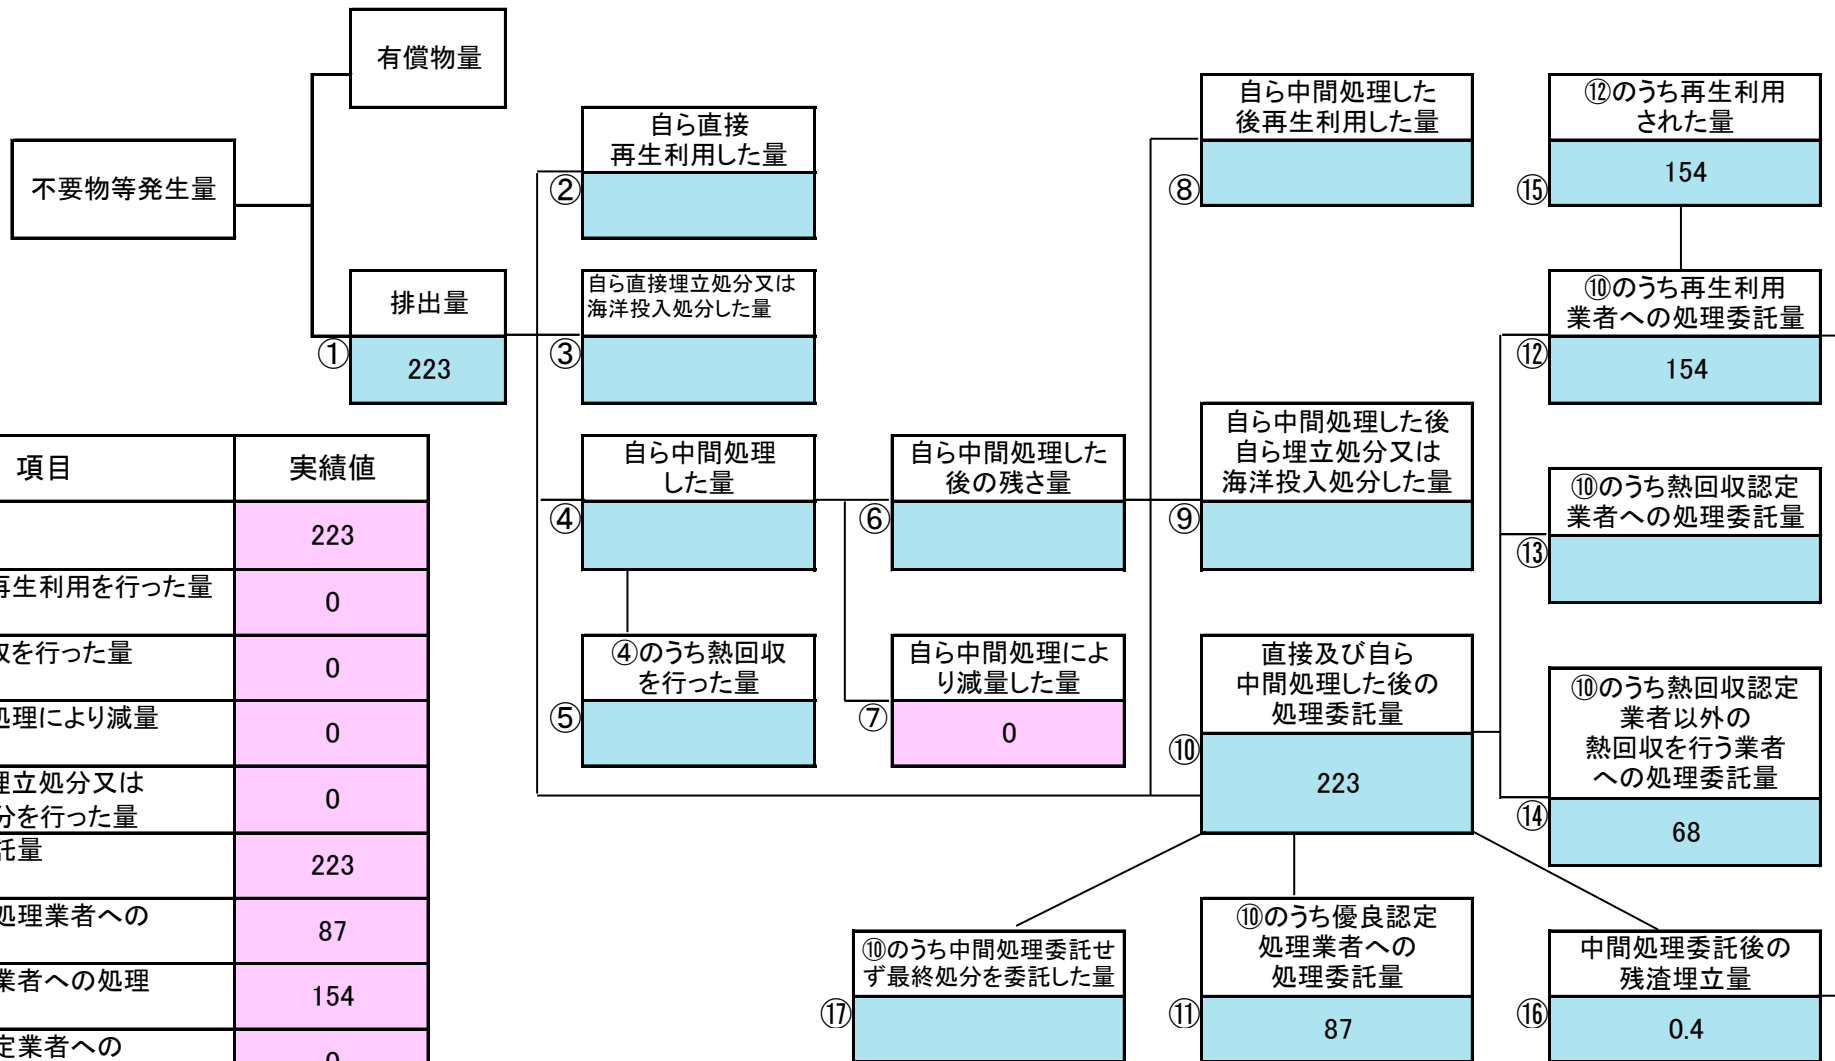 有償物量
不要物等発生量
排出量
①
223
自ら直接
再生利用した量
②
自ら直接埋立処分又は
海洋投入処分した量
③
自ら中間処理
した量
④
④のうち熱回収
を行った量
⑤
自ら中間処理した
後の残さ量
⑥
自ら中間処理によ
り減量した量
⑦
0
自ら中間処理した
後再生利用した量
⑧
自ら中間処理した後
自ら埋立処分又は
海洋投入処分した量
⑨
直接及び自ら
中間処理した後の
処理委託量
⑩
223
⑫のうち再生利用
された量
⑮
154
⑩のうち再生利用
業者への処理委託量
⑫
154
⑩のうち熱回収認定
業者への処理委託量
⑬
⑩のうち熱回収認定
業者以外の
熱回収を行う業者
への処理委託量
⑭
68
⑩のうち中間処理委託せ
ず最終処分を委託した量
⑰
⑩のうち優良認定
処理業者への
処理委託量
⑪
87
中間処理委託後の
残渣埋立量
⑯
0.4
項目 実績値
223
再生利用を行った量
0
を行った量
0
処理により減量
0
埋立処分又は
分を行った量
0
託量
223
処理業者への
87
業者への処理
154
定業者への
0